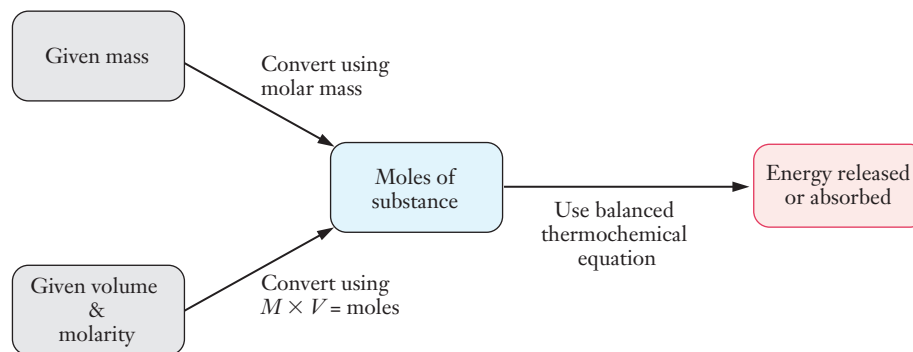 Given mass
Convert using
molar mass
Moles of
substance
Energy released
or absorbed
Use balanced
thermochemical
equation
Given volume
&
molarity
Convert using
M × V = moles